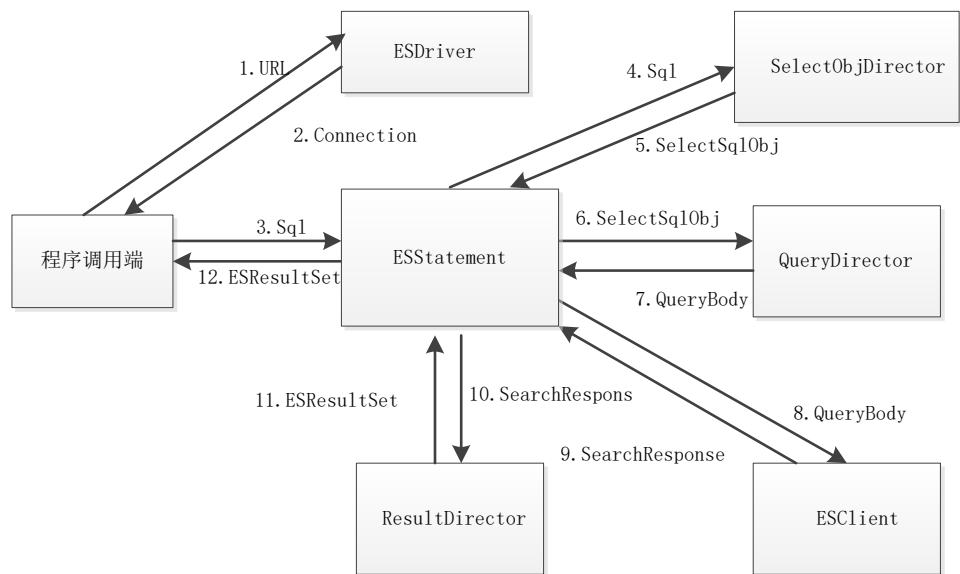 ESDriver
SelectObjDirector
1.URL
4.Sql
2.Connection
5.SelectSqlObj
程序调用端
3.Sql
12.ESResultSet
ESStatement
6.SelectSqlObj
QueryDirector
7.QueryBody
11.ESResultSet
10.SearchRespons
8.QueryBody
9.SearchResponse
ResultDirector
ESClient